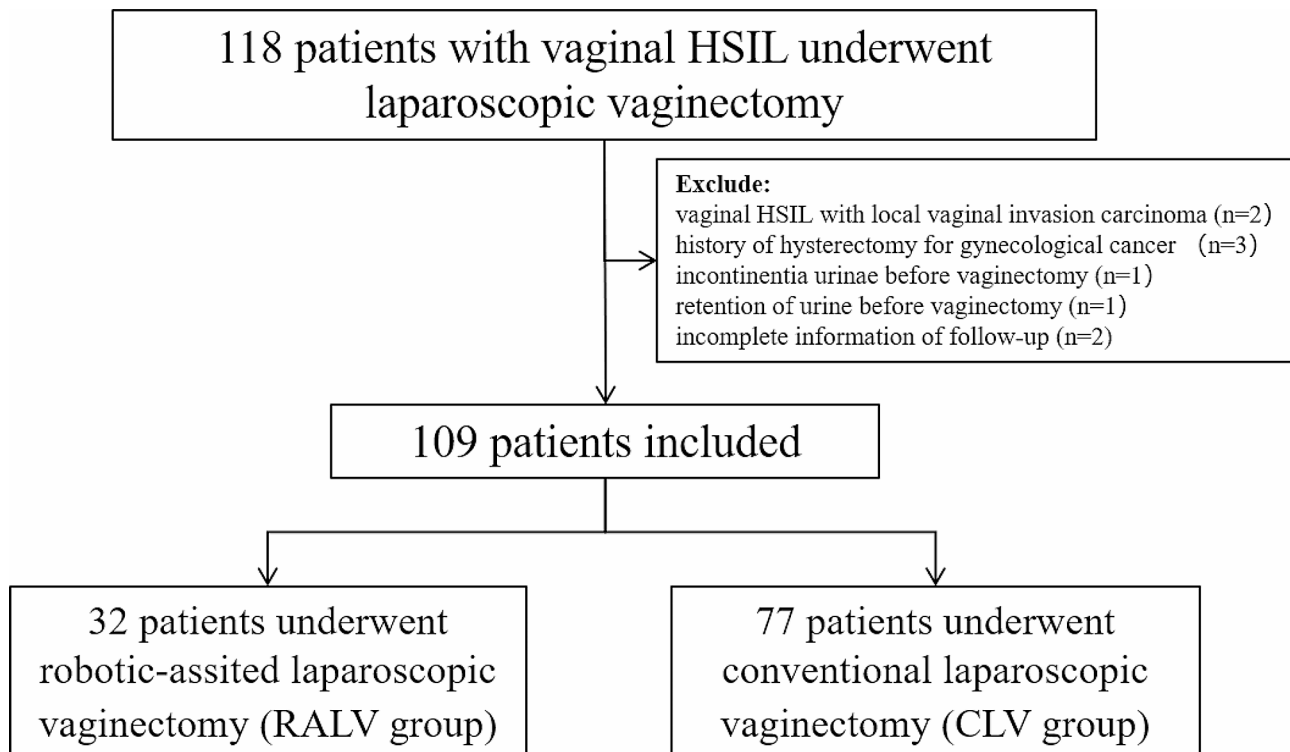 118 patients with vaginal HSIL underwent
laparoscopic vaginectomy
Exclude:
vaginal HSIL with local vaginal invasion carcinoma (n=2)
history of hysterectomy for gynecological cancer （n=3)
incontinentia urinae before vaginectomy (n=1)
retention of urine before vaginectomy (n=1)
incomplete information of follow-up (n=2)
109 patients included
32 patients underwent
robotic-assited laparoscopic
vaginectomy (RALV group)
77 patients underwent
conventional laparoscopic
vaginectomy (CLV group)